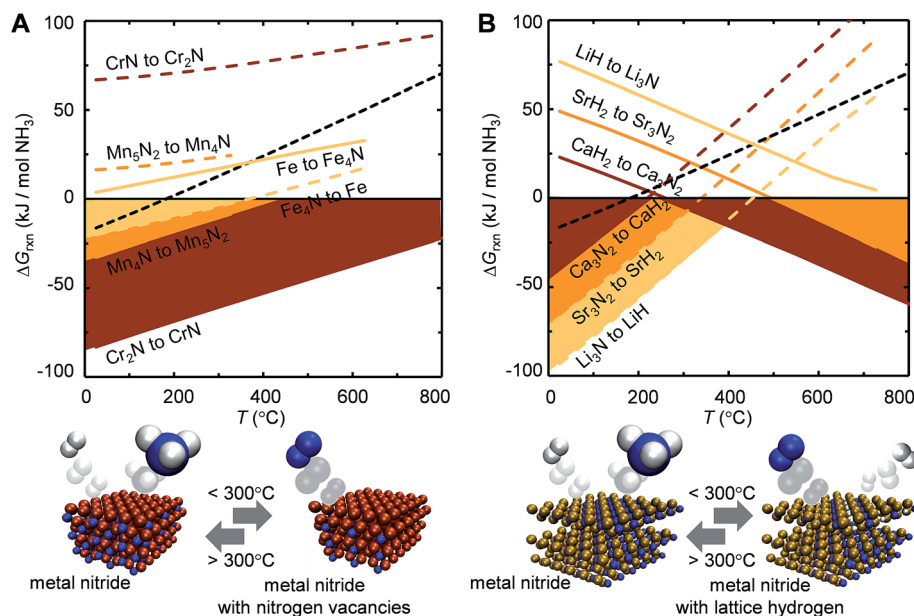 A
ΔGrxn (kJ / mol NH3)
100
50
0
-50
-100
CrN to Cr2N
Mn5N2 to Mn4N
Fe to Fe4N
Fe4N to Fe
Mn4N to Mn5N2
Cr2N to CrN
0 200 400 600 800
T (°C)
< 300°C
> 300°C
metal nitride
metal nitride
with nitrogen vacancies
B
ΔGrxn (kJ / mol NH3)
100
50
0
-50
-100
LiH to Li3N
SrH2 to Sr3N2
CaH2 to Ca3N2
Ca3N2 to CaH2
Sr3N2 to SrH2
Li3N to LiH
0 200 400 600 800
T (°C)
< 300°C
> 300°C
metal nitride
metal nitride
with lattice hydrogen